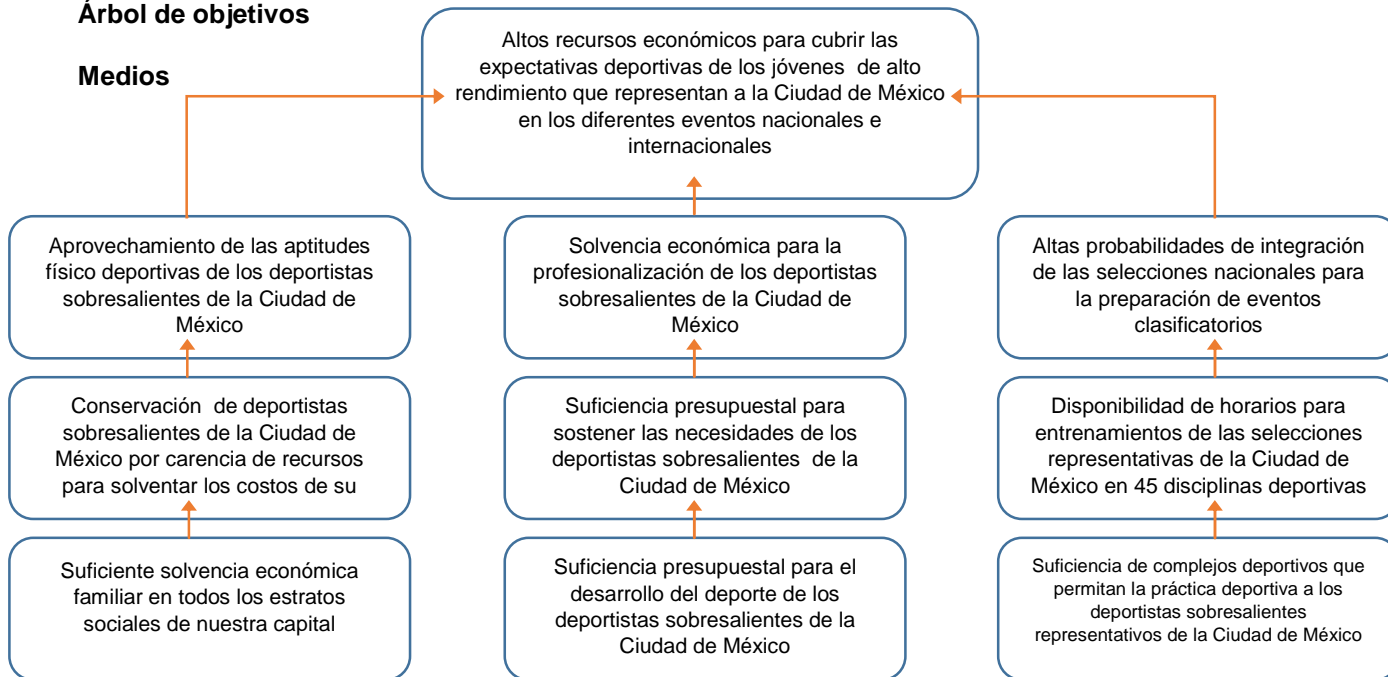 Árbol de objetivos
Medios
Altos recursos económicos para cubrir las
expectativas deportivas de los jóvenes de alto
rendimiento que representan a la Ciudad de México
en los diferentes eventos nacionales e
internacionales
Aprovechamiento de las aptitudes
físico deportivas de los deportistas
sobresalientes de la Ciudad de
México
Solvencia económica para la
profesionalización de los deportistas
sobresalientes de la Ciudad de
México
Altas probabilidades de integración
de las selecciones nacionales para
la preparación de eventos
clasificatorios
Conservación de deportistas
sobresalientes de la Ciudad de
México por carencia de recursos
para solventar los costos de su
Suficiencia presupuestal para
sostener las necesidades de los
deportistas sobresalientes de la
Ciudad de México
Disponibilidad de horarios para
entrenamientos de las selecciones
representativas de la Ciudad de
México en 45 disciplinas deportivas
Suficiente solvencia económica
familiar en todos los estratos
sociales de nuestra capital
Suficiencia presupuestal para el
desarrollo del deporte de los
deportistas sobresalientes de la
Ciudad de México
Suficiencia de complejos deportivos que
permitan la práctica deportiva a los
deportistas sobresalientes
representativos de la Ciudad de México